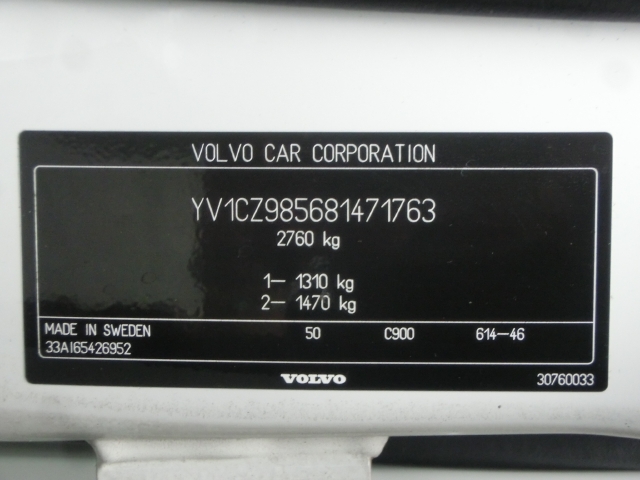 VOLVO CAR CORPORATION
YV1CZ985681471763
2760 kg
1— 1310 kg
2— 1470 kg
MADE IN SWEDEN 50 C900 614-46
33AI65426952
VOLVO 30760033